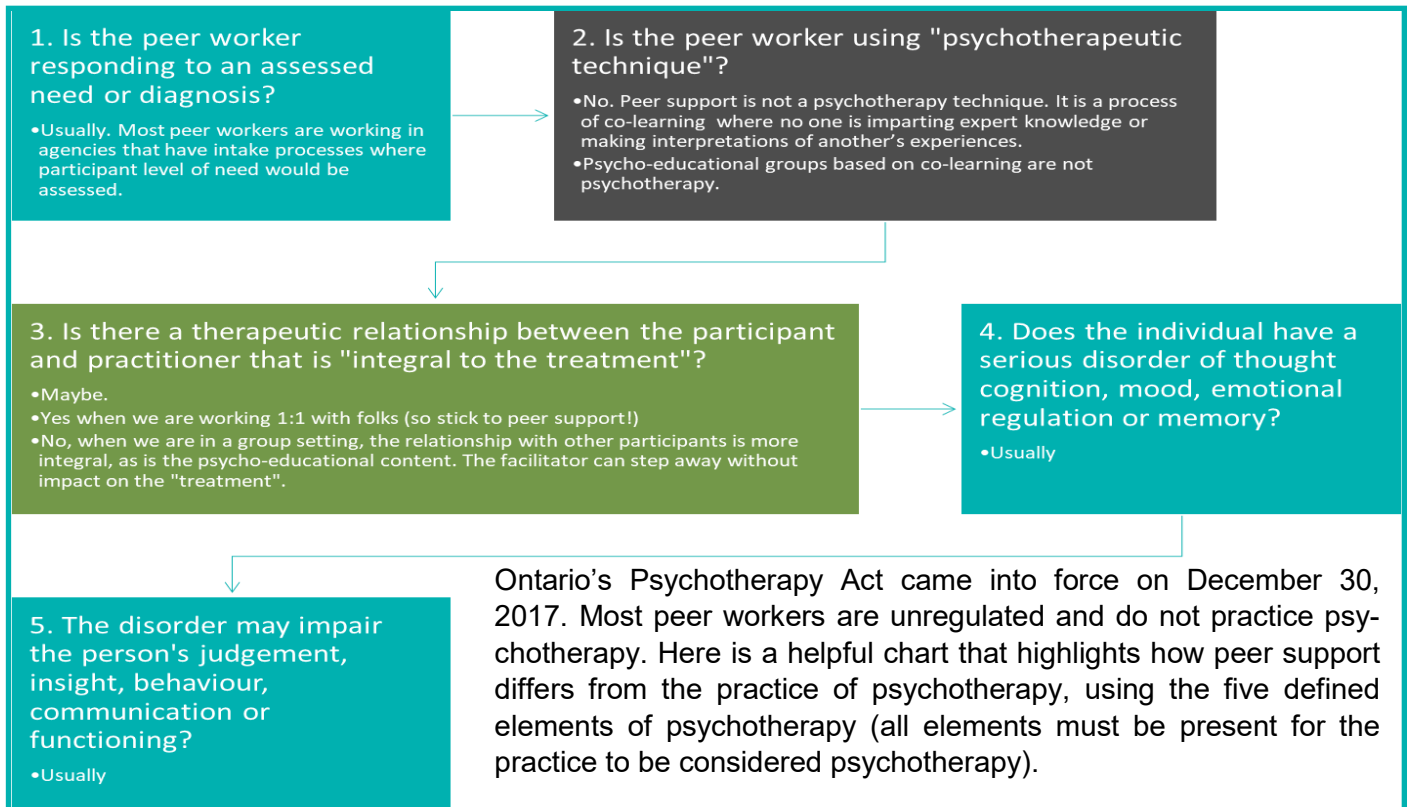 1. Is the peer worker
responding to an assessed
need or diagnosis?
•Usually. Most peer workers are working in
agencies that have intake processes where
participant level of need would be
assessed.
2. Is the peer worker using "psychotherapeutic
technique"?
•No. Peer support is not a psychotherapy technique. It is a process
of co-learning where no one is imparting expert knowledge or
making interpretations of another’s experiences.
•Psycho-educational groups based on co-learning are not
psychotherapy.
3. Is there a therapeutic relationship between the participant
and practitioner that is "integral to the treatment"?
•Maybe.
•Yes when we are working 1:1 with folks (so stick to peer support!)
•No, when we are in a group setting, the relationship with other participants is more
integral, as is the psycho-educational content. The facilitator can step away without
impact on the "treatment".
4. Does the individual have a
serious disorder of thought
cognition, mood, emotional
regulation or memory?
•Usually
5. The disorder may impair
the person's judgement,
insight, behaviour,
communication or
functioning?
•Usually
Ontario’s Psychotherapy Act came into force on December 30,
2017. Most peer workers are unregulated and do not practice psy-
chotherapy. Here is a helpful chart that highlights how peer support
differs from the practice of psychotherapy, using the five defined
elements of psychotherapy (all elements must be present for the
practice to be considered psychotherapy).